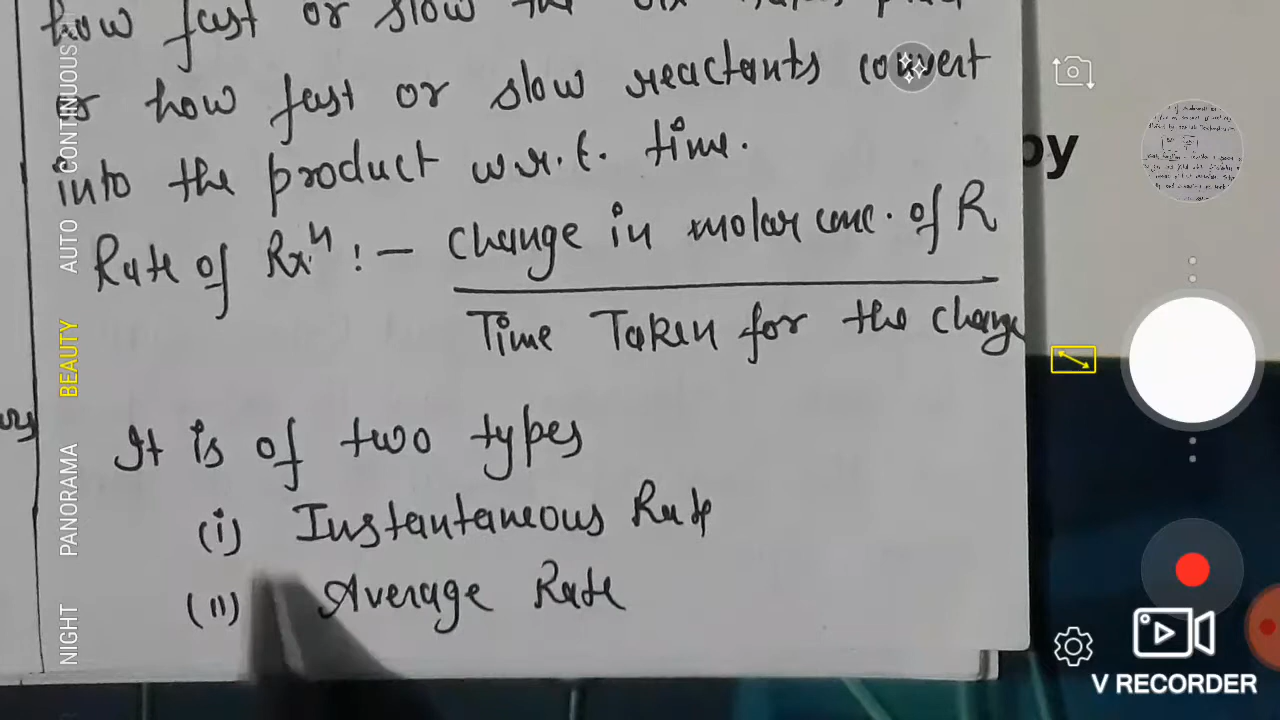 how fast or slow the
or how fast or slow reactants convert
into the product w.r.t. time.
Rate of Rxⁿ :- change in molar conc. of R
Time Taken for the change
It is of two types
(i) Instantaneous Rate
(ii) Average Rate
NIGHT PANORAMA BEAUTY AUTO CONTINUOUS
by
V RECORDER